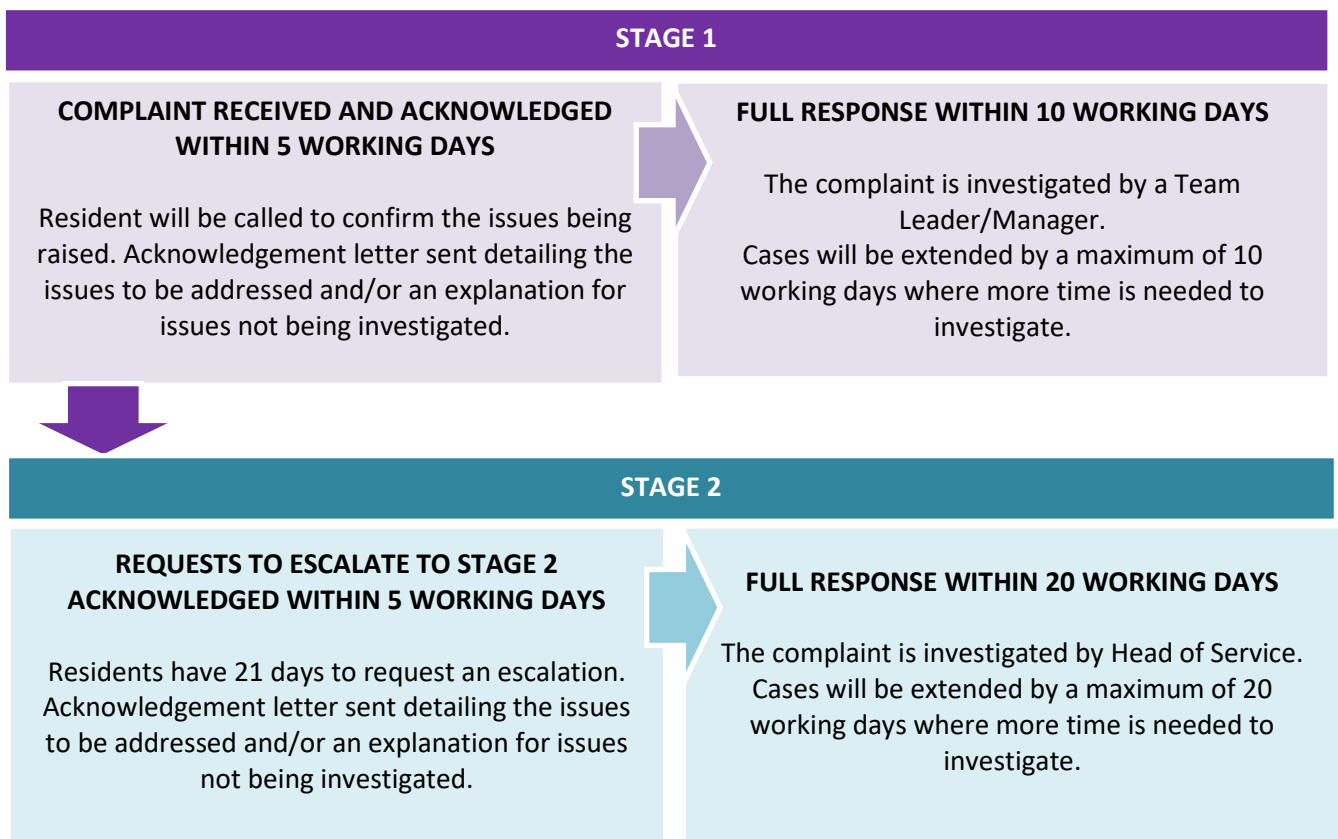 STAGE 1
COMPLAINT RECEIVED AND ACKNOWLEDGED
WITHIN 5 WORKING DAYS
Resident will be called to confirm the issues being
raised. Acknowledgement letter sent detailing the
issues to be addressed and/or an explanation for
issues not being investigated.
FULL RESPONSE WITHIN 10 WORKING DAYS
The complaint is investigated by a Team
Leader/Manager.
Cases will be extended by a maximum of 10
working days where more time is needed to
investigate.
STAGE 2
REQUESTS TO ESCALATE TO STAGE 2
ACKNOWLEDGED WITHIN 5 WORKING DAYS
Residents have 21 days to request an escalation.
Acknowledgement letter sent detailing the issues
to be addressed and/or an explanation for issues
not being investigated.
FULL RESPONSE WITHIN 20 WORKING DAYS
The complaint is investigated by Head of Service.
Cases will be extended by a maximum of 20
working days where more time is needed to
investigate.